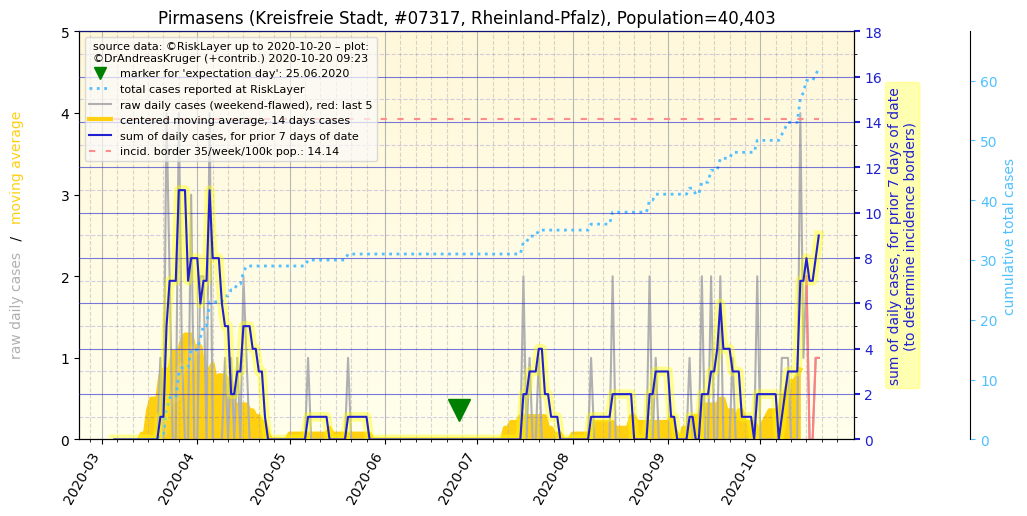 Pirmasens (Kreisfreie Stadt, #07317, Rheinland-Pfalz), Population=40,403
source data: ©RiskLayer up to 2020-10-20 – plot:
©DrAndreasKruger (+contrib.) 2020-10-20 09:23
marker for 'expectation day': 25.06.2020
total cases reported at RiskLayer
raw daily cases (weekend-flawed), red: last 5
centered moving average, 14 days cases
sum of daily cases, for prior 7 days of date
incid. border 35/week/100k pop.: 14.14
raw daily cases / moving average
5
4
3
2
1
0
2020-03
2020-04
2020-05
2020-06
2020-07
2020-08
2020-09
2020-10
18
16
14
12
10
8
6
4
2
0
sum of daily cases, for prior 7 days of date
(to determine incidence borders)
60
50
40
30
20
10
0
cumulative total cases